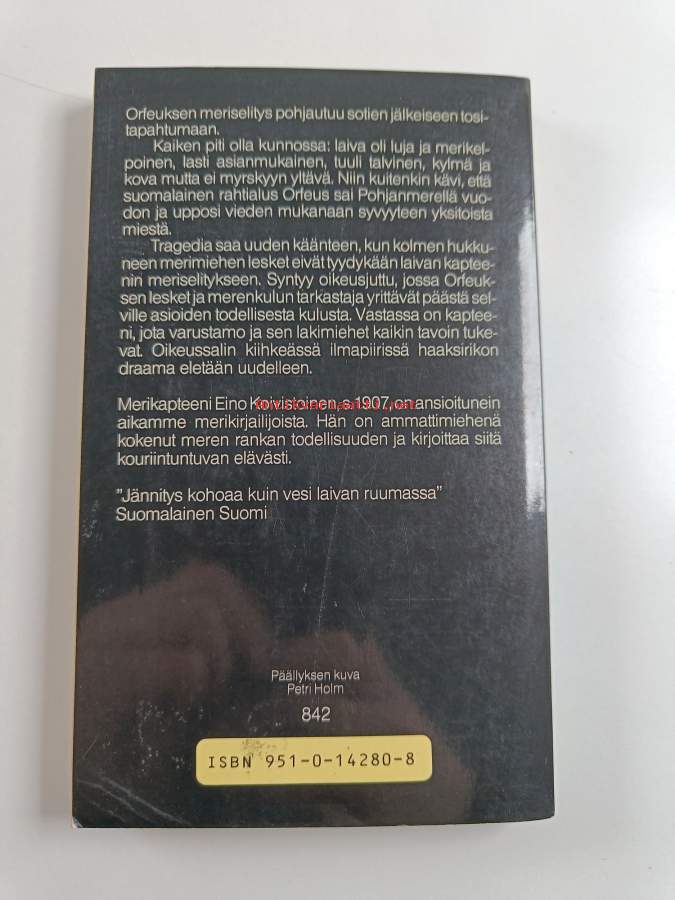 Orfeuksen meriselitys pohjautuu sotien jälkeiseen tosi-
tapahtumaan.
Kaiken piti olla kunnossa: laiva oli luja ja merikel-
poinen, lasti asianmukainen, tuuli talvinen, kylmä ja
kova mutta ei myrskyyn yltävä. Niin kuitenkin kävi, että
suomalainen rahtialus Orfeus sai Pohjanmerellä vuo-
don ja upposi vieden mukanaan syvyyteen yksitoista
miestä.
Tragedia saa uuden käänteen, kun kolmen hukku-
neen merimiehen lesket eivät tyydykään laivan kaptee-
nin meriselitykseen. Syntyy oikeusjuttu, jossa Orfeuk-
sen lesket ja merenkulun tarkastaja yrittävät päästä sel-
ville asioiden todellisesta kulusta. Vastassa on kaptee-
ni, jota varustamo ja sen lakimiehet kaikin tavoin tuke-
vat. Oikeussalin kiihkeässä ilmapiirissä haaksirikon
draama eletään uudelleen.
Merikapteeni Eino Koivistoinen, s. 1907, on ansioitunein
aikamme merikirjailijoista. Hän on ammattimiehenä
kokenut meren rankan todellisuuden ja kirjoittaa siitä
kouriintuntuvan elävästi.
"Jännitys kohoaa kuin vesi laivan ruumassa"
Suomalainen Suomi
Päällyksen kuva
Petri Holm
842
ISBN 951-0-14280-8